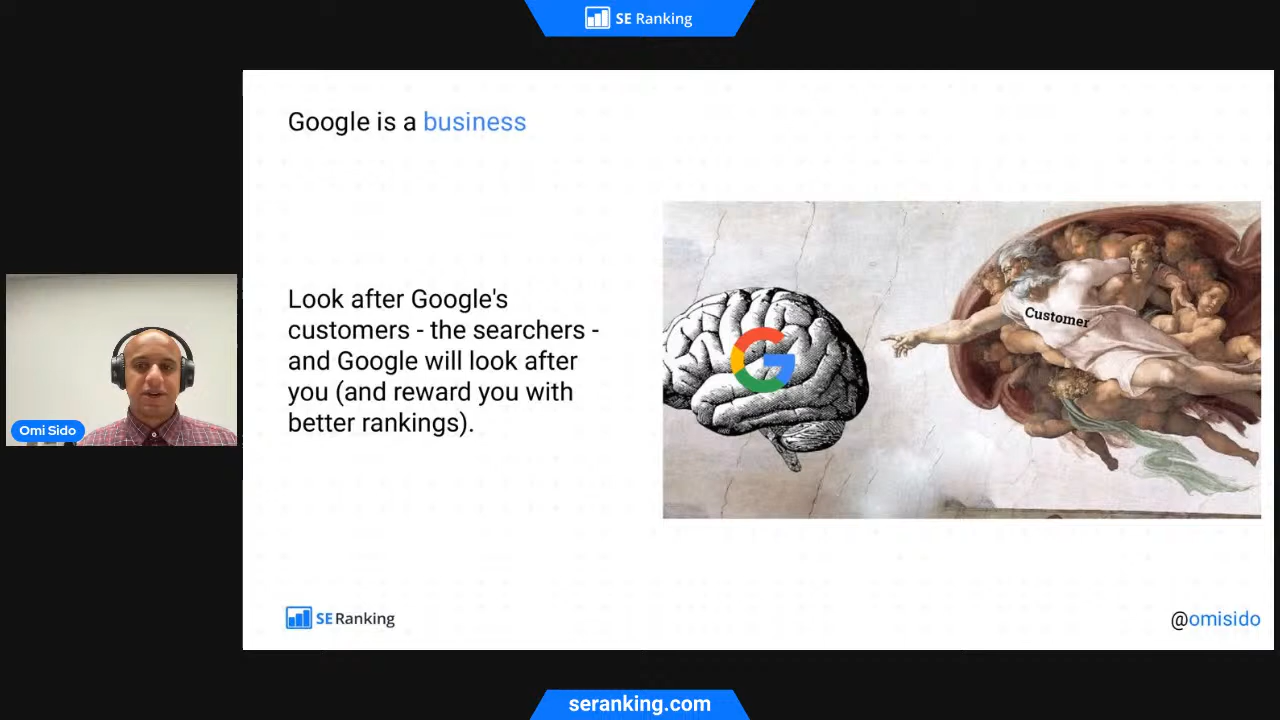 SE Ranking
Google is a business
Look after Google's
customers - the searchers -
and Google will look after
you (and reward you with
better rankings).
Customer
Omi Sido
SE Ranking
@omisido
seranking.com